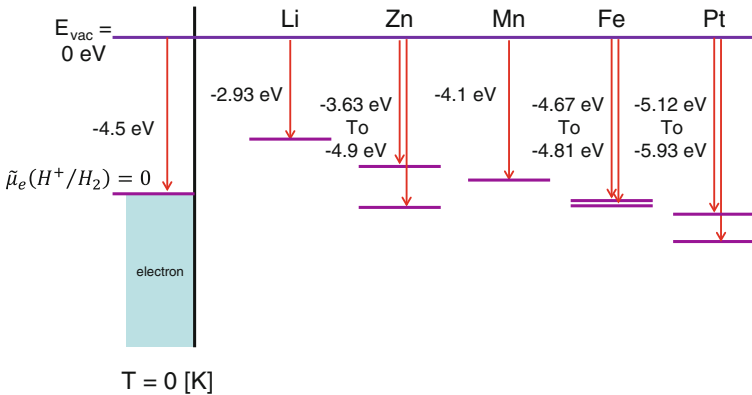 E_vac =
0 eV
Li
Zn
Mn
Fe
Pt
-4.5 eV
-2.93 eV
-3.63 eV
To
-4.9 eV
-4.1 eV
-4.67 eV
To
-4.81 eV
-5.12 eV
To
-5.93 eV
μ̃_e(H⁺/H₂) = 0
electron
T = 0 [K]